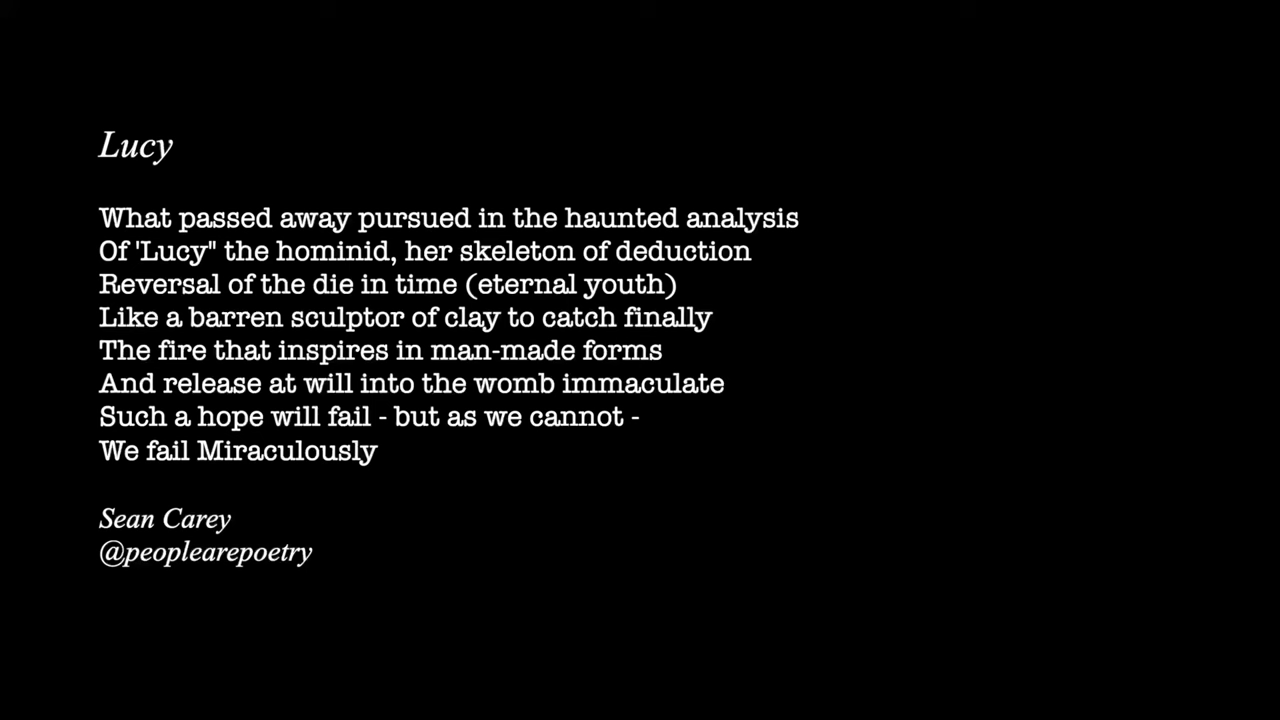 Lucy
What passed away pursued in the haunted analysis
Of 'Lucy" the hominid, her skeleton of deduction
Reversal of the die in time (eternal youth)
Like a barren sculptor of clay to catch finally
The fire that inspires in man-made forms
And release at will into the womb immaculate
Such a hope will fail - but as we cannot -
We fail Miraculously
Sean Carey
@peoplearepoetry